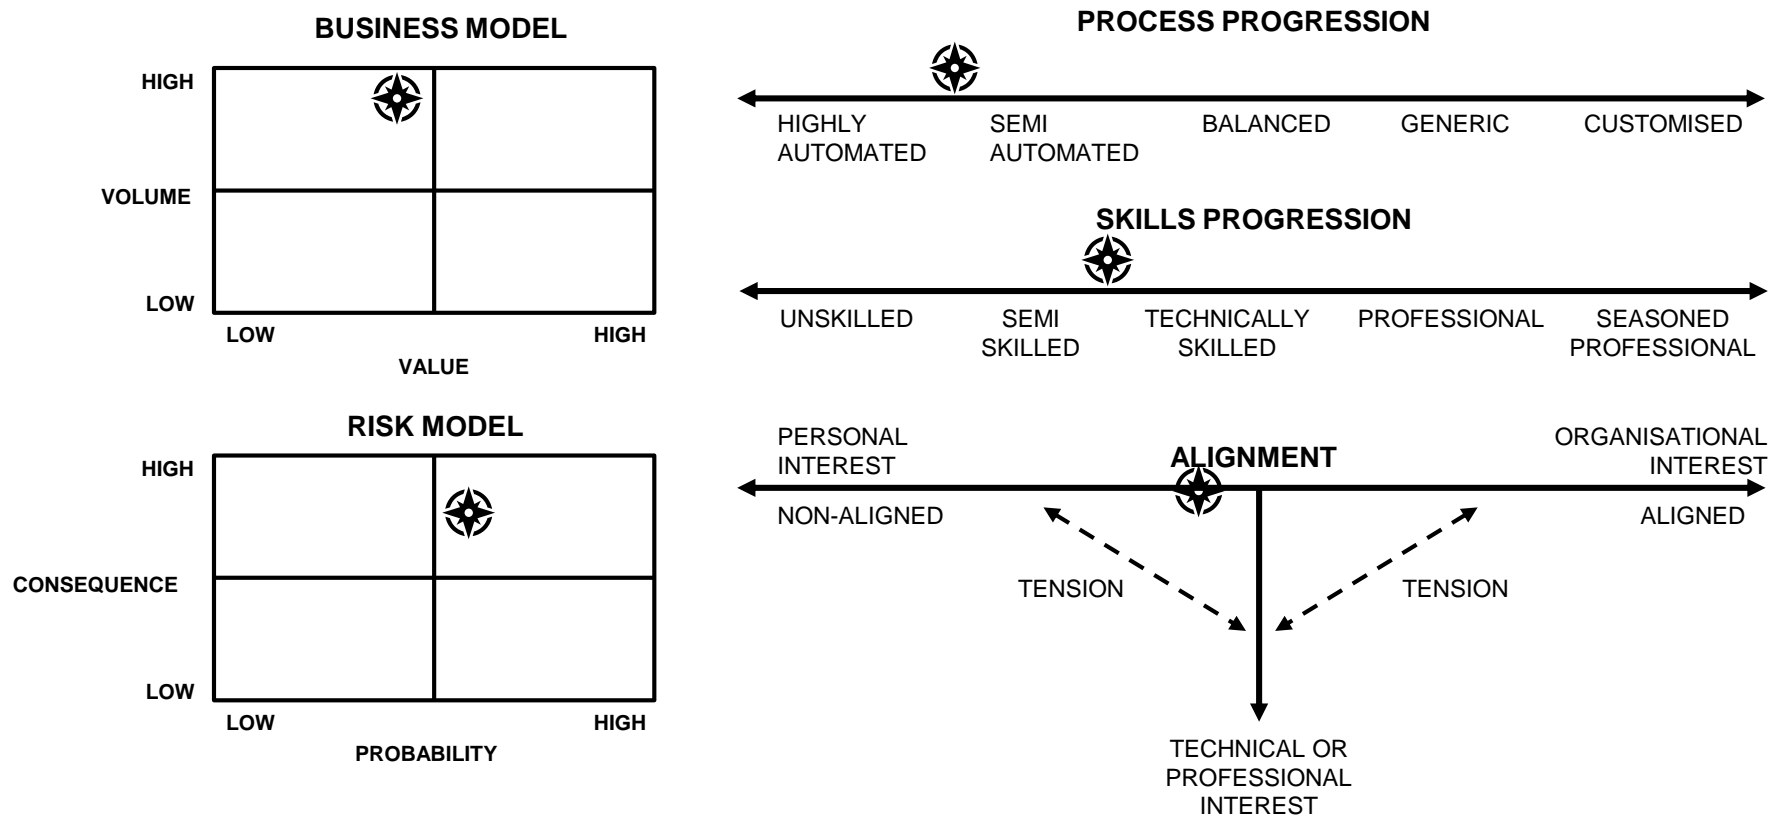 BUSINESS MODEL
HIGH
VOLUME
LOW
LOW
HIGH
VALUE
RISK MODEL
HIGH
CONSEQUENCE
LOW
LOW
HIGH
PROBABILITY
PROCESS PROGRESSION
HIGHLY
AUTOMATED
SEMI
AUTOMATED
BALANCED
GENERIC
CUSTOMISED
SKILLS PROGRESSION
UNSKILLED
SEMI
SKILLED
TECHNICALLY
SKILLED
PROFESSIONAL
SEASONED
PROFESSIONAL
PERSONAL
INTEREST
ALIGNMENT
ORGANISATIONAL
INTEREST
NON-ALIGNED
ALIGNED
TENSION
TENSION
TECHNICAL OR
PROFESSIONAL
INTEREST